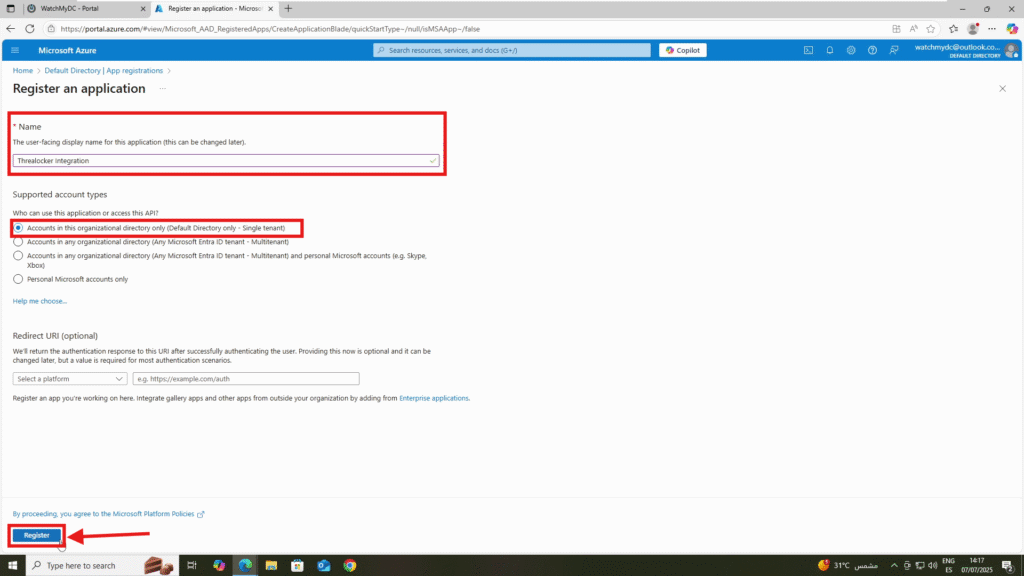 WatchMyDC - Portal
Register an application - Microsof
https://portal.azure.com/#view/Microsoft_AAD_RegisteredApps/CreateApplicationBlade/quickStartType~/null/isMSAApp~/false
Microsoft Azure
Search resources, services, and docs (G+/)
Copilot
watchmydc@outlook.co...
DEFAULT DIRECTORY
Home > Default Directory | App registrations >
Register an application ...
* Name
The user-facing display name for this application (this can be changed later).
Threalocker Integration
Supported account types
Who can use this application or access this API?
Accounts in this organizational directory only (Default Directory only - Single tenant)
Accounts in any organizational directory (Any Microsoft Entra ID tenant - Multitenant)
Accounts in any organizational directory (Any Microsoft Entra ID tenant - Multitenant) and personal Microsoft accounts (e.g. Skype,
Xbox)
Personal Microsoft accounts only
Help me choose...
Redirect URI (optional)
We'll return the authentication response to this URI after successfully authenticating the user. Providing this now is optional and it can be
changed later, but a value is required for most authentication scenarios.
Select a platform
e.g. https://example.com/auth
Register an app you're working on here. Integrate gallery apps and other apps from outside your organization by adding from Enterprise applications.
By proceeding, you agree to the Microsoft Platform Policies
Register
Type here to search
31°C مشمس
ENG
ES
14:17
07/07/2025
2